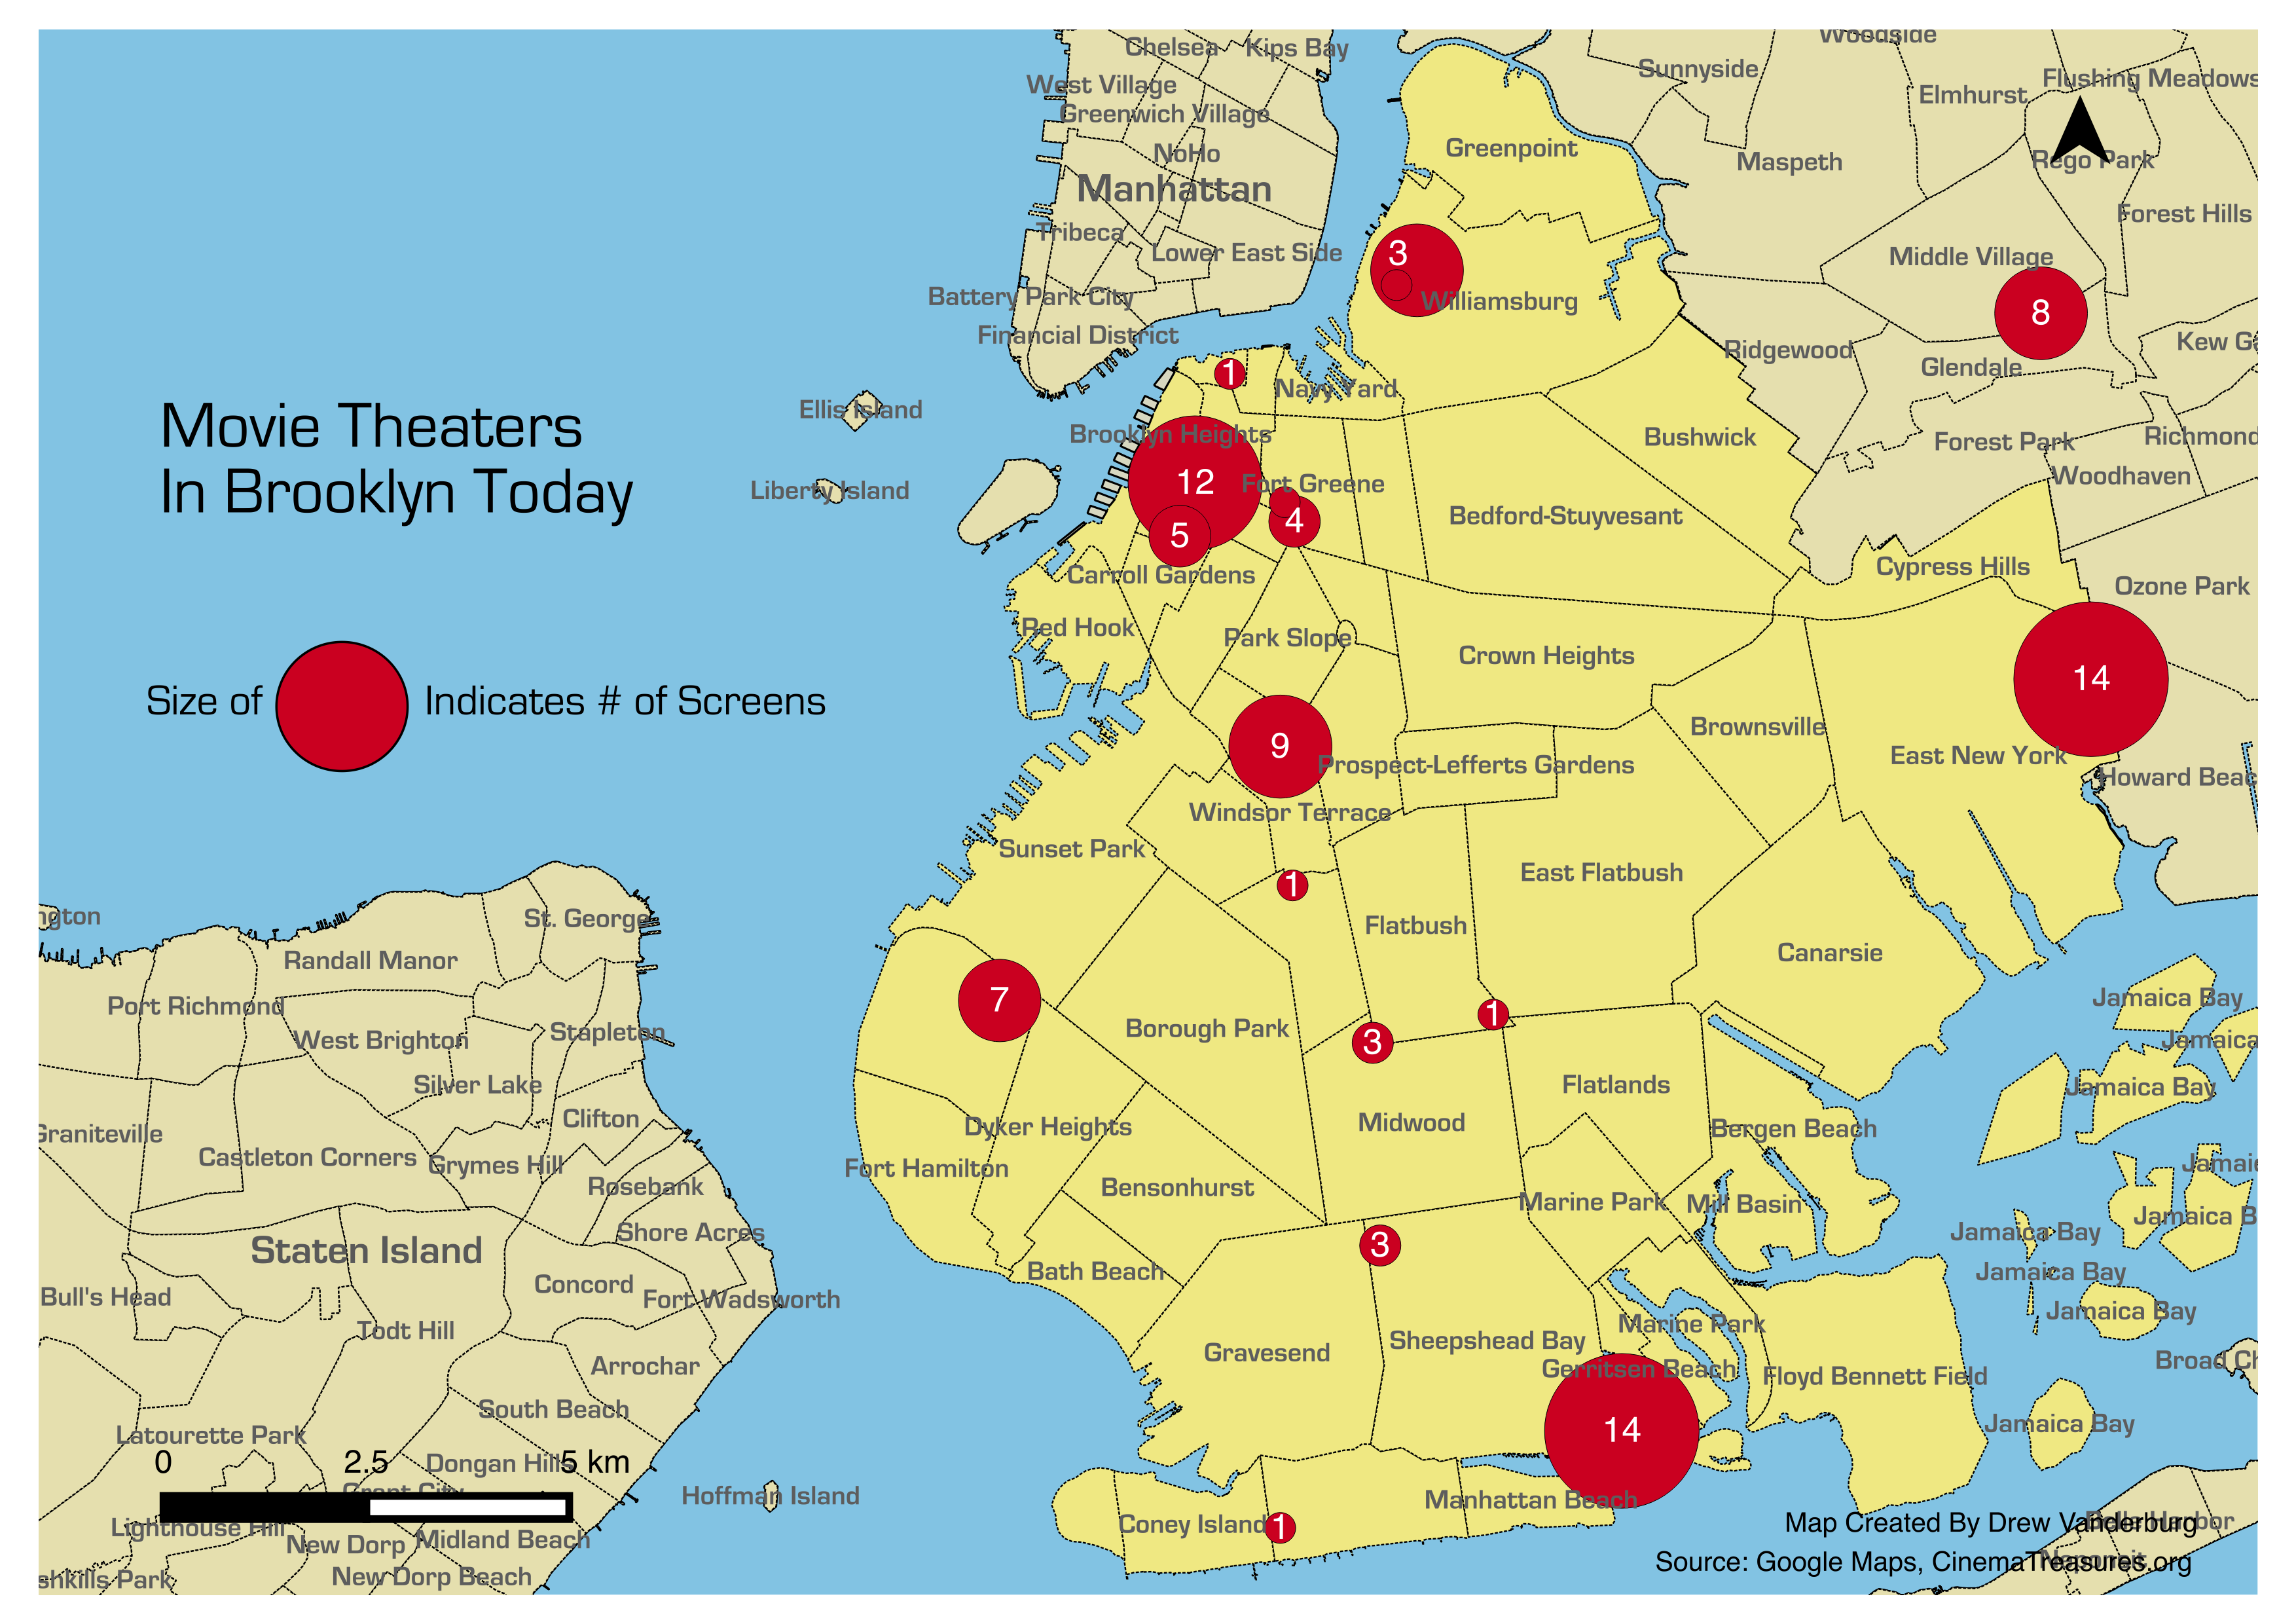 Chelsea
Kips Bay
Woodside
West Village
Sunnyside
Flushing Meadows
Elmhurst
Greenwich Village
Greenpoint
NoHo
Maspeth
Rego Park
Manhattan
Forest Hills
Tribeca
Lower East Side
3
Middle Village
Battery Park City
Williamsburg
8
Financial District
Ridgewood
Kew G
Glendale
1
Navy Yard
Ellis Island
Movie Theaters
In Brooklyn Today
Brooklyn Heights
Bushwick
Forest Park
Richmond
Woodhaven
12
Fort Greene
Liberty Island
Bedford-Stuyvesant
4
5
Cypress Hills
Carroll Gardens
Ozone Park
Red Hook
Park Slope
Crown Heights
14
Size of
Indicates # of Screens
Brownsville
9
East New York
Prospect-Lefferts Gardens
Howard Beac
Windsor Terrace
Sunset Park
East Flatbush
1
ngton
St. George
Flatbush
Canarsie
Randall Manor
Port Richmond
7
Jamaica Bay
1
Borough Park
Stapleton
West Brighton
3
Jamaica
Silver Lake
Flatlands
Jamaica Bay
Clifton
Midwood
Dyker Heights
Bergen Beach
Graniteville
Castleton Corners
Grymes Hill
Fort Hamilton
Jamai
Rosebank
Bensonhurst
Marine Park
Mill Basin
Jamaica B
Shore Acres
Jamaica Bay
Staten Island
3
Bath Beach
Jamaica Bay
Concord
Bull's Head
Fort Wadsworth
Jamaica Bay
Todt Hill
Marine Park
Sheepshead Bay
Gravesend
Broad Ch
Arrochar
Gerritsen Beach
Floyd Bennett Field
South Beach
14
Jamaica Bay
Latourette Park
0
2.5
5 km
Dongan Hills
Grant City
Hoffman Island
Manhattan Beach
Coney Island
1
Map Created By Drew Vanderburg
Belle Harbor
Lighthouse Hill
New Dorp
Midland Beach
Source: Google Maps, CinemaTreasures.org
Neponsit
shkills Park
New Dorp Beach